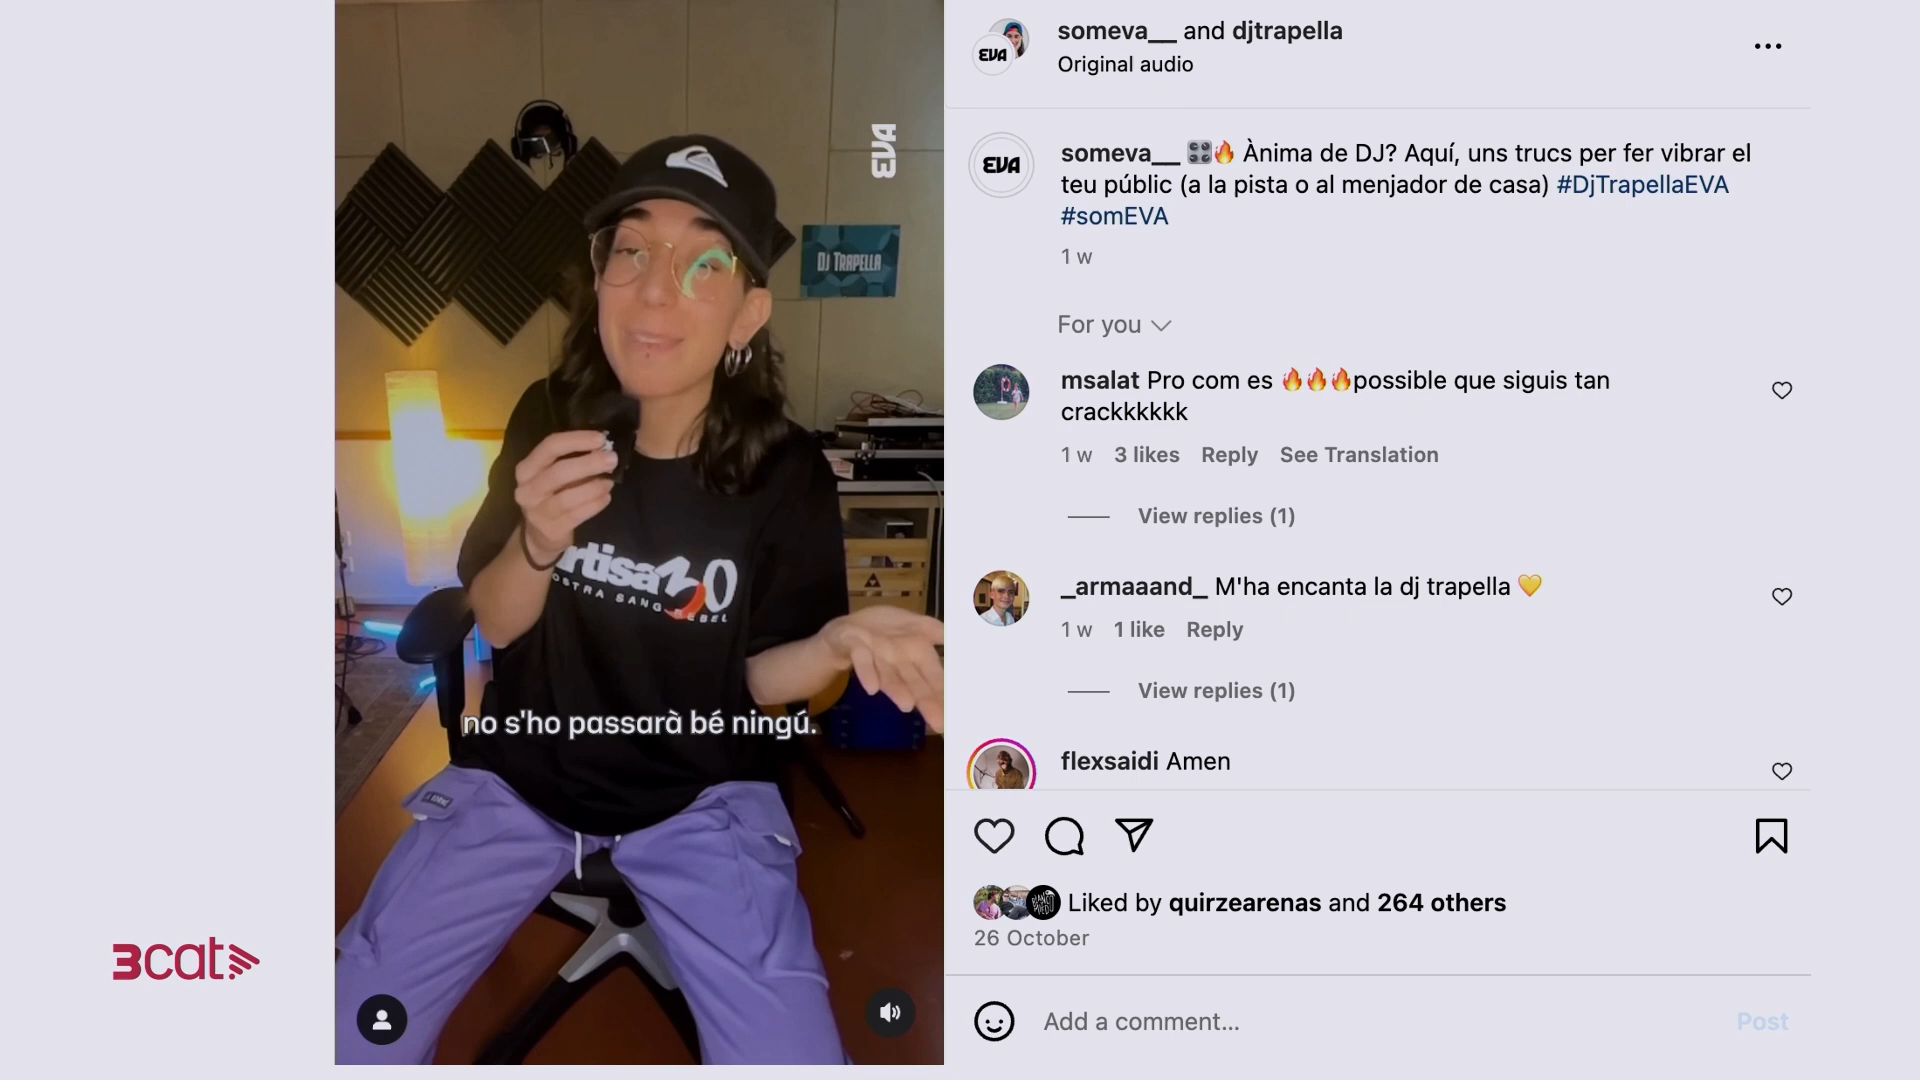 someva__ and djtrapella
Original audio
EVA
EVA
DJ TRAPELLA
no s'ho passarà bé ningú.
EVA
someva__ 🎛️🔥 Ànima de DJ? Aquí, uns trucs per fer vibrar el
teu públic (a la pista o al menjador de casa) #DjTrapellaEVA
#somEVA
1 w
For you
msalat Pro com es 🔥🔥🔥possible que siguis tan
crackkkkkk
1 w 3 likes Reply See Translation
View replies (1)
_armaaand_ M'ha encanta la dj trapella 💛
1 w 1 like Reply
View replies (1)
flexsaidi Amen
Liked by quirzearenas and 264 others
26 October
Add a comment...
Post
3cat